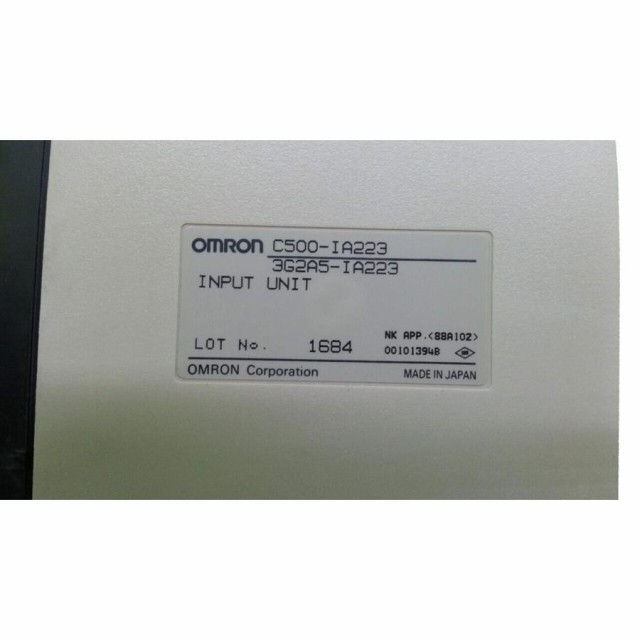 OMRON C500-IA223
3G2A5-IA223
INPUT UNIT
NK APP.<88A102>
LOT No. 1684 00101394B
OMRON Corporation MADE IN JAPAN